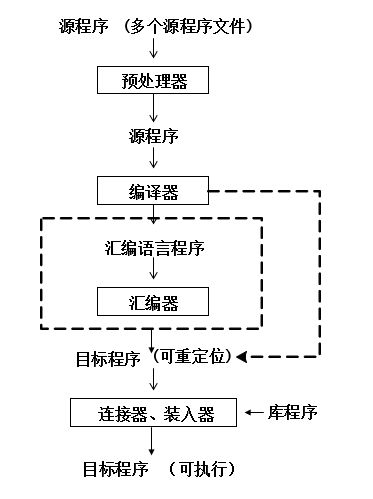 源程序 (多个源程序文件)
预处理器
源程序
编译器
汇编语言程序
汇编器
目标程序 (可重定位)
连接器、装入器
库程序
目标程序 （可执行）